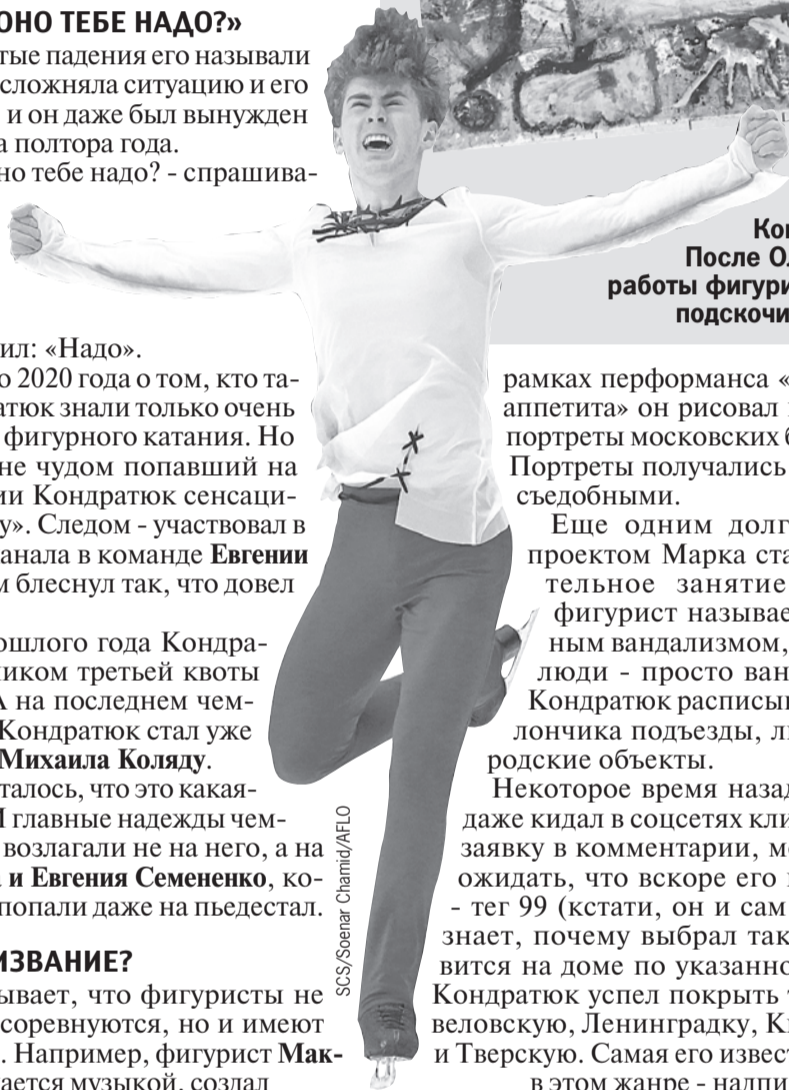 ОНО ТЕБЕ НАДО?»
тые падения его называли
сложняла ситуацию и его
и он даже был вынужден
а полтора года.
но тебе надо? - спрашива-
ил: «Надо».
о 2020 года о том, кто та-
атюк знали только очень
фигурного катания. Но
не чудом попавший на
ии Кондратюк сенсаци-
у». Следом - участвовал в
анала в команде Евгении
м блеснул так, что довел
ошлого года Кондра-
иком третьей квоты
А на последнем чем-
Кондратюк стал уже
Михаила Коляду.
талось, что это какая-
И главные надежды чем-
возлагали не на него, а на
и Евгения Семененко, ко-
попали даже на пьедестал.
ИЗВАНИЕ?
ывает, что фигуристы не
соревнуются, но и имеют
. Например, фигурист Мак-
ается музыкой, создал
SCS/Soenar Chamid/AFLO
Кон
После Ол
работы фигури
подскочи
рамках перформанса «
аппетита» он рисовал
портреты московских б
Портреты получались
съедобными.
Еще одним долг
проектом Марка ста
тельное занятие
фигурист называе
ным вандализмом,
люди - просто ван
Кондратюк расписы
лончика подъезды, ли
родские объекты.
Некоторое время назад
даже кидал в соцсетях кли
заявку в комментарии, мо
ожидать, что вскоре его
- тег 99 (кстати, он и сам
знает, почему выбрал так
вится на доме по указанно
Кондратюк успел покрыть
веловскую, Ленинградку, К
и Тверскую. Самая его извест
в этом жанре - надпи